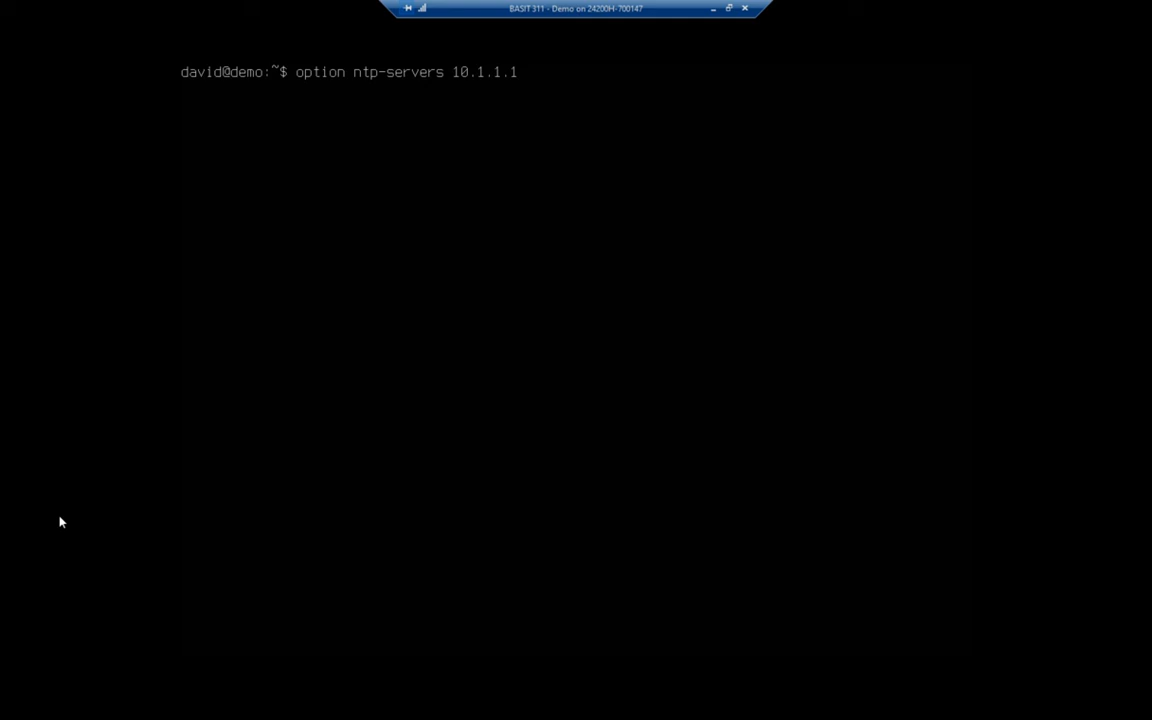 BASIT 311 - Demo on 24200H-700147
david@demo:~$ option ntp-servers 10.1.1.1